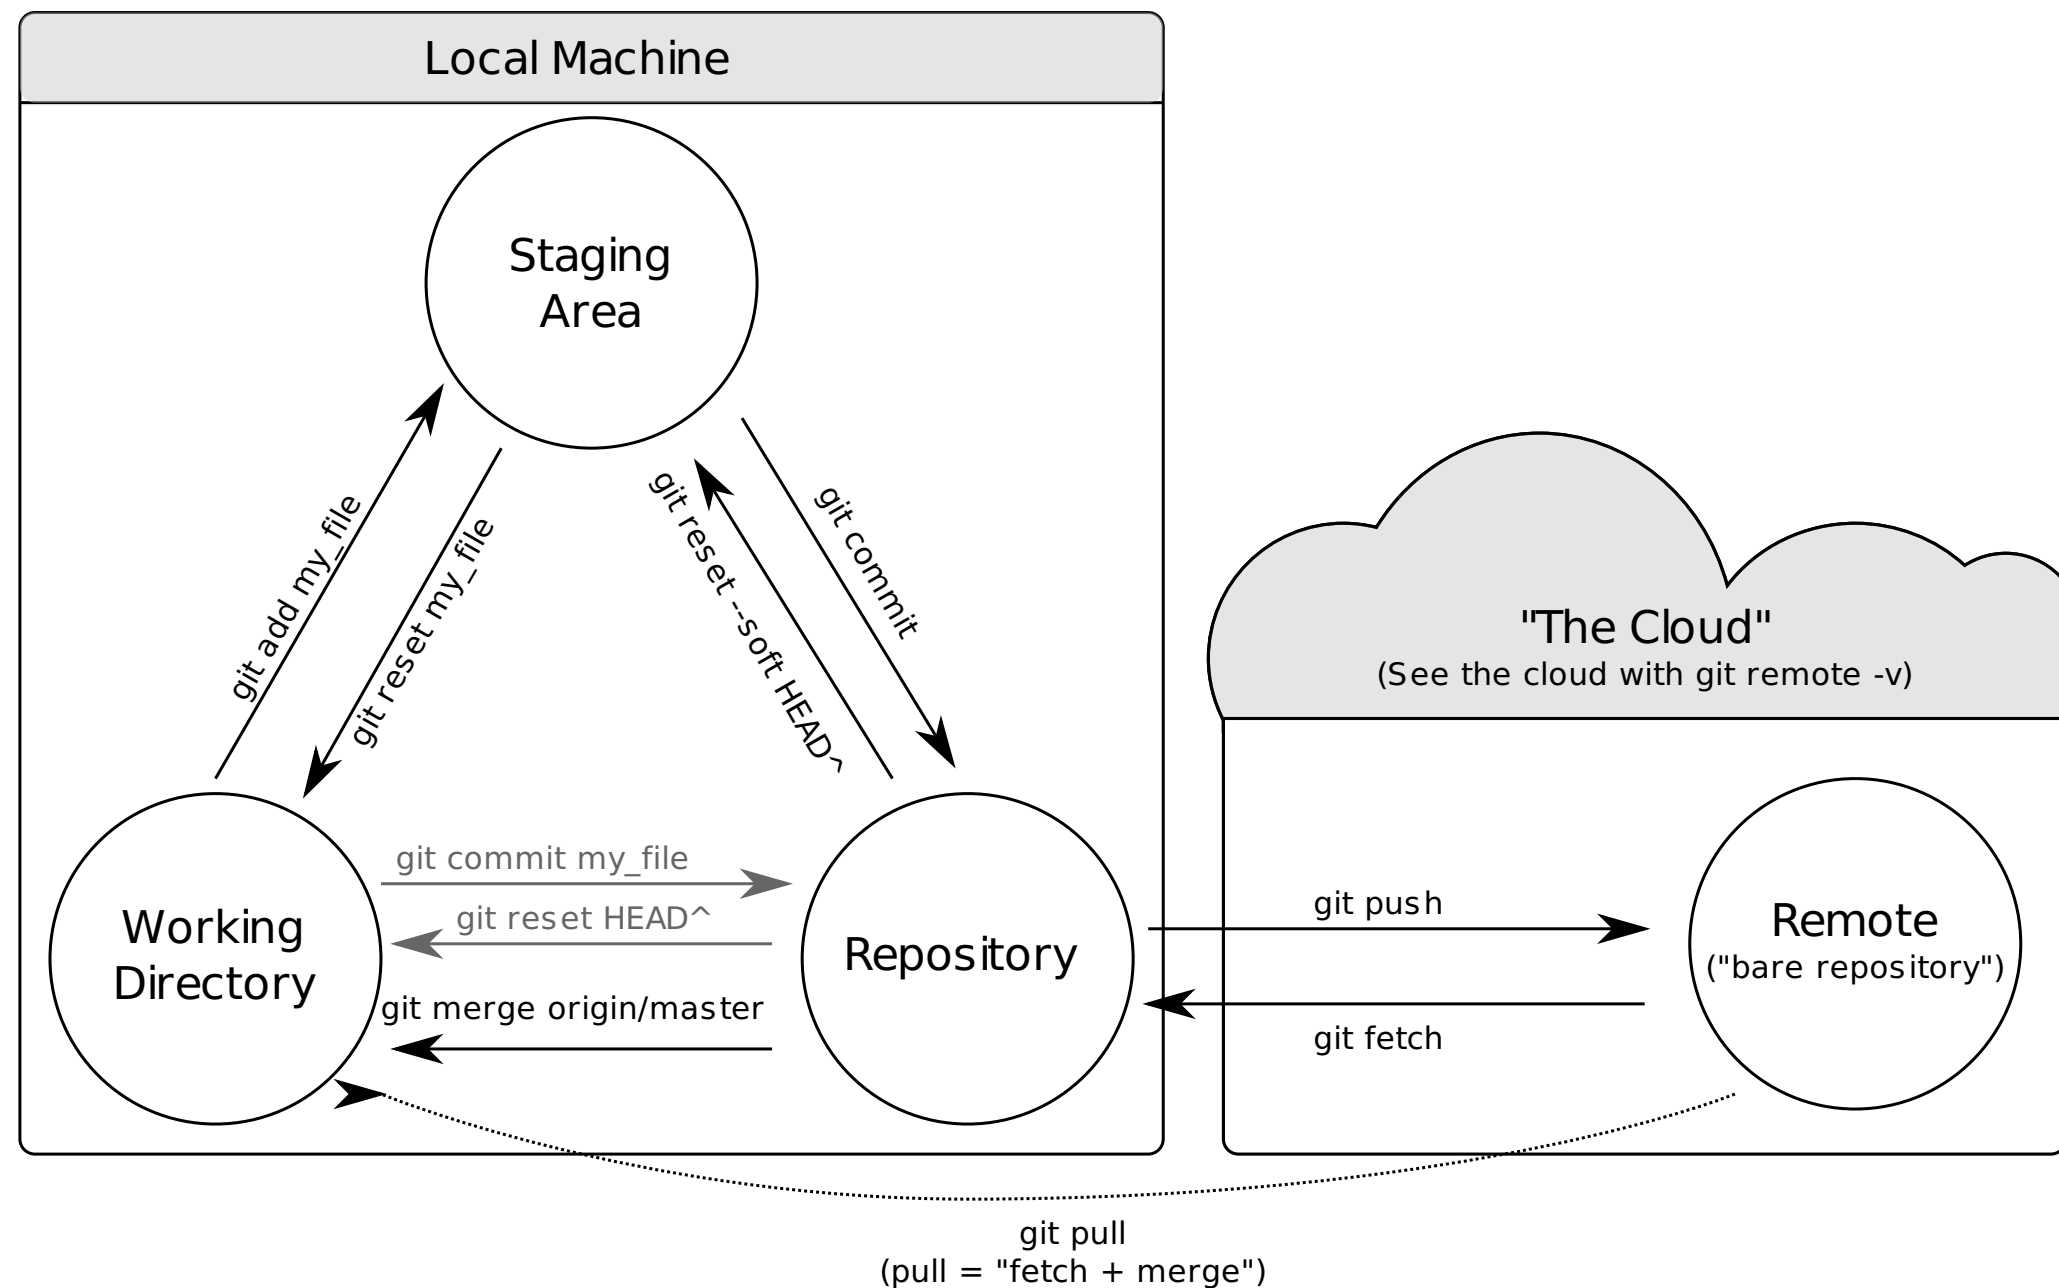 Local Machine
Staging
Area
git add my_file
git reset my_file
git reset --soft HEAD^
git commit
"The Cloud"
(See the cloud with git remote -v)
git commit my_file
git reset HEAD^
git merge origin/master
Working
Directory
Repository
git push
git fetch
Remote
("bare repository")
git pull
(pull = "fetch + merge")